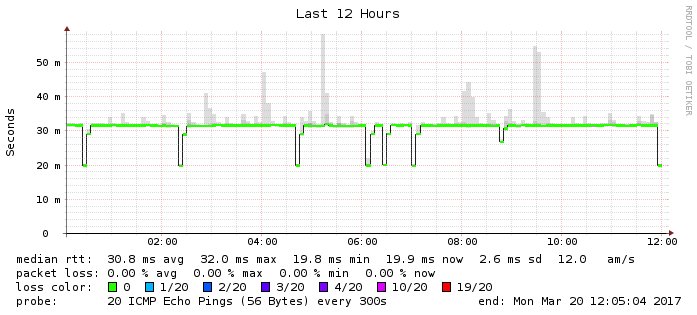 Last 12 Hours
RRDTOOL / TOBI OETIKER
Seconds
50 m
40 m
30 m
20 m
10 m
0
02:00 04:00 06:00 08:00 10:00 12:00
median rtt: 30.8 ms avg 32.0 ms max 19.8 ms min 19.9 ms now 2.6 ms sd 12.0 am/s
packet loss: 0.00 % avg 0.00 % max 0.00 % min 0.00 % now
loss color: 0 1/20 2/20 3/20 4/20 10/20 19/20
probe: 20 ICMP Echo Pings (56 Bytes) every 300s end: Mon Mar 20 12:05:04 2017